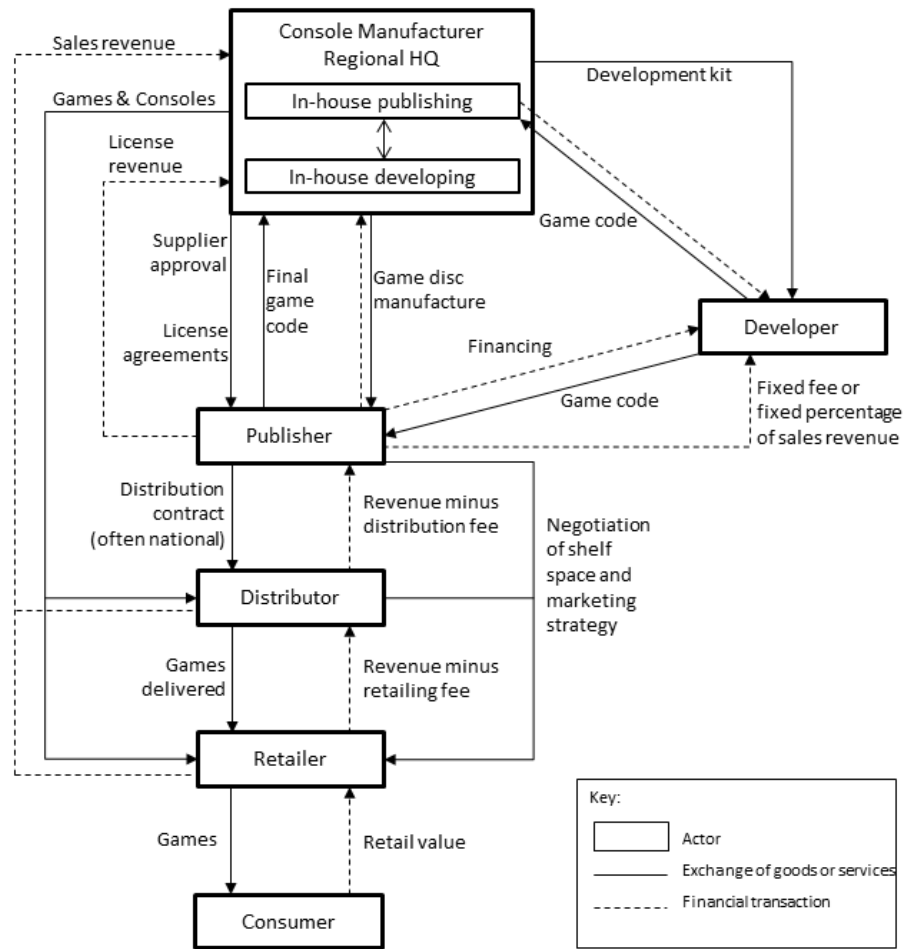 Sales revenue
Console Manufacturer
Regional HQ
Development kit
Games & Consoles
In-house publishing
License
revenue
In-house developing
Game code
Supplier
approval
Final
game
code
Game disc
manufacture
License
agreements
Developer
Financing
Game code
Fixed fee or
fixed percentage
of sales revenue
Publisher
Distribution
contract
(often national)
Revenue minus
distribution fee
Negotiation
of shelf
space and
marketing
strategy
Distributor
Games
delivered
Revenue minus
retailing fee
Retailer
Games
Retail value
Consumer
Key:
Actor
Exchange of goods or services
Financial transaction